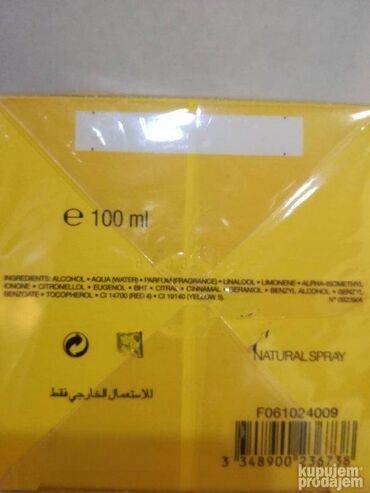 ℮ 100 ml
INGREDIENTS: ALCOHOL • AQUA (WATER) • PARFUM (FRAGRANCE) • LINALOOL • LIMONENE • ALPHA-ISOMETHYL
IONONE • CITRONELLOL • EUGENOL • BHT • CITRAL • CINNAMAL • GERANIOL • BENZYL ALCOHOL • BENZYL
BENZOATE • TOCOPHEROL • CI 14700 (RED 4) • CI 19140 (YELLOW 5).
NATURAL SPRAY
للاستعمال الخارجي فقط
F061024009
3 348900 236738
kupujem
prodajem